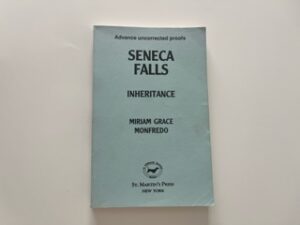 Advance uncorrected proofs
SENECA
FALLS
INHERITANCE
MIRIAM GRACE
MONFREDO
ST. MARTIN'S PRESS
NEW YORK